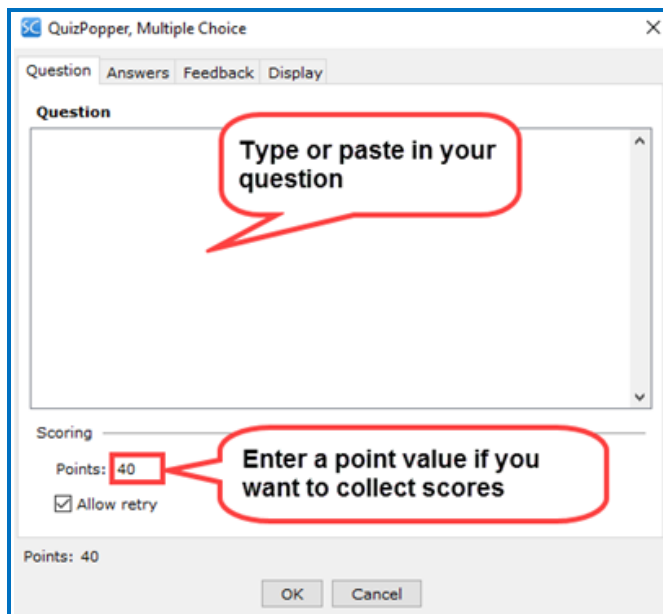 SC QuizPopper, Multiple Choice
Question Answers Feedback Display
Question
Type or paste in your
question
Scoring
Points: 40
Enter a point value if you
want to collect scores
Allow retry
Points: 40
OK Cancel